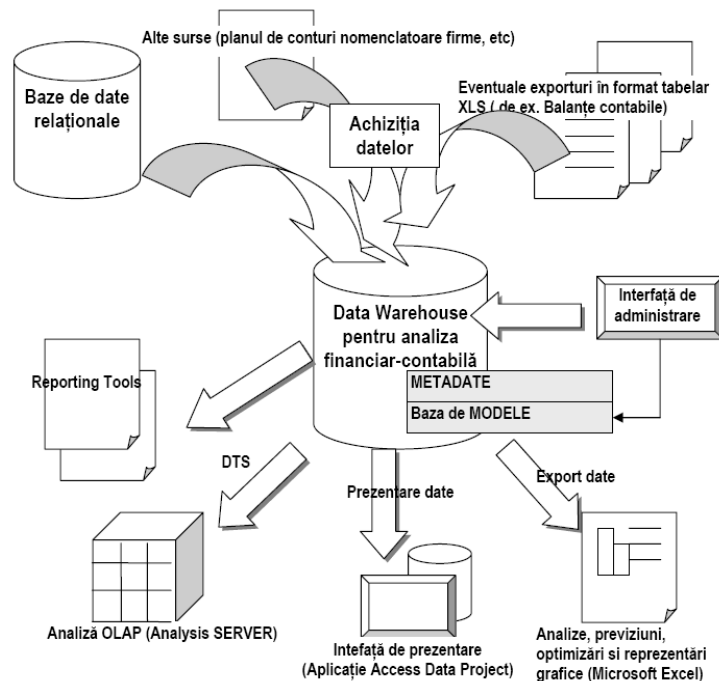 Alte surse (planul de conturi nomenclatoare firme, etc)
Baze de date
relaționale
Eventuale exporturi în format tabelar
XLS ( de ex. Balanțe contabile)
Achiziția
datelor
Data Warehouse
pentru analiza
financiar-contabilă
Interfață de
administrare
METADATE
Baza de MODELE
Reporting Tools
DTS
Prezentare date
Export date
Analiză OLAP (Analysis SERVER)
Intefață de prezentare
(Aplicație Access Data Project)
Analize, previziuni,
optimizări si reprezentări
grafice (Microsoft Excel)